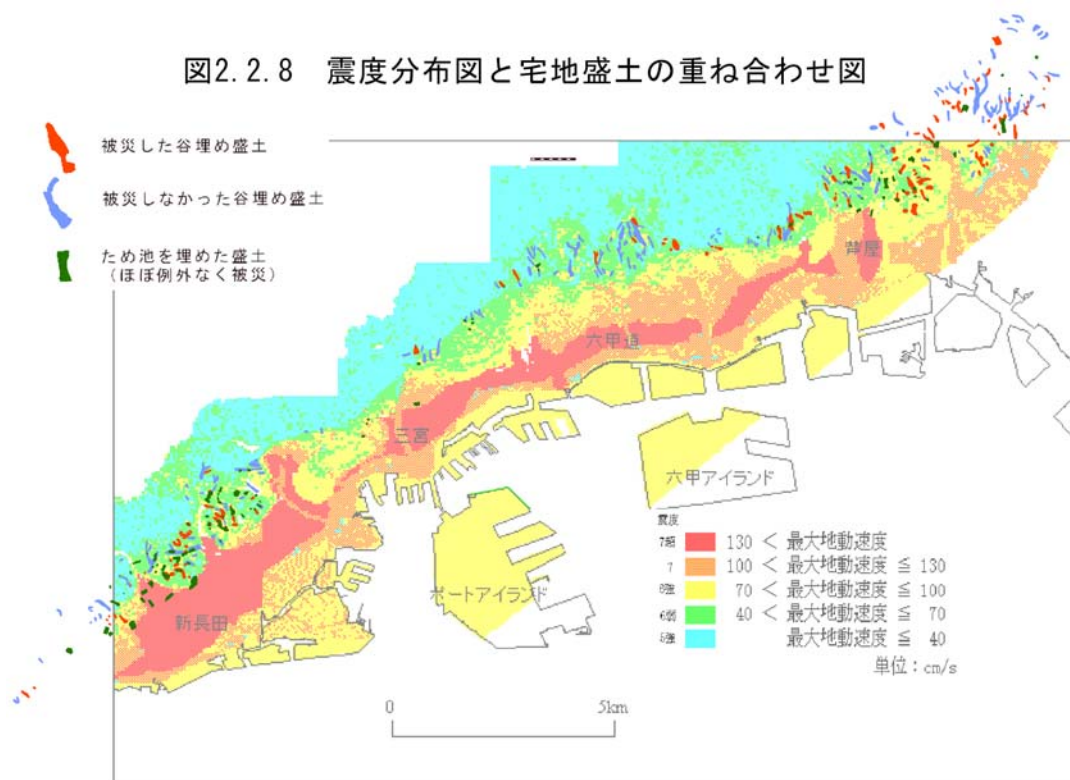 図2.2.8 震度分布図と宅地盛土の重ね合わせ図
被災した谷埋め盛土
被災しなかった谷埋め盛土
ため池を埋めた盛土
(ほぼ例外なく被災)
芦屋
六甲道
三宮
六甲アイランド
ポートアイランド
新長田
震度
7超 130 < 最大地動速度
7 100 < 最大地動速度 ≦ 130
6強 70 < 最大地動速度 ≦ 100
6弱 40 < 最大地動速度 ≦ 70
5強 最大地動速度 ≦ 40
単位：cm/s
0 5km